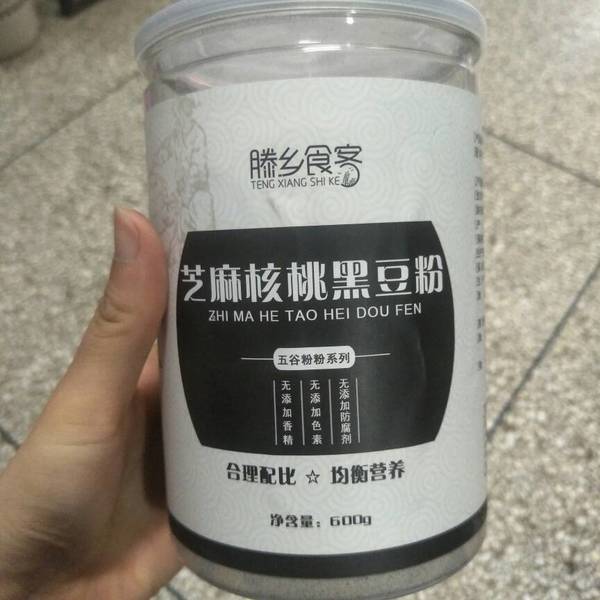 滕乡食客
TENG XIANG SHI KE
芝麻核桃黑豆粉
ZHI MA HE TAO HEI DOU FEN
五谷粉粉系列
无添加香精
无添加色素
无添加防腐剂
合理配比 ☆ 均衡营养
净含量：600g